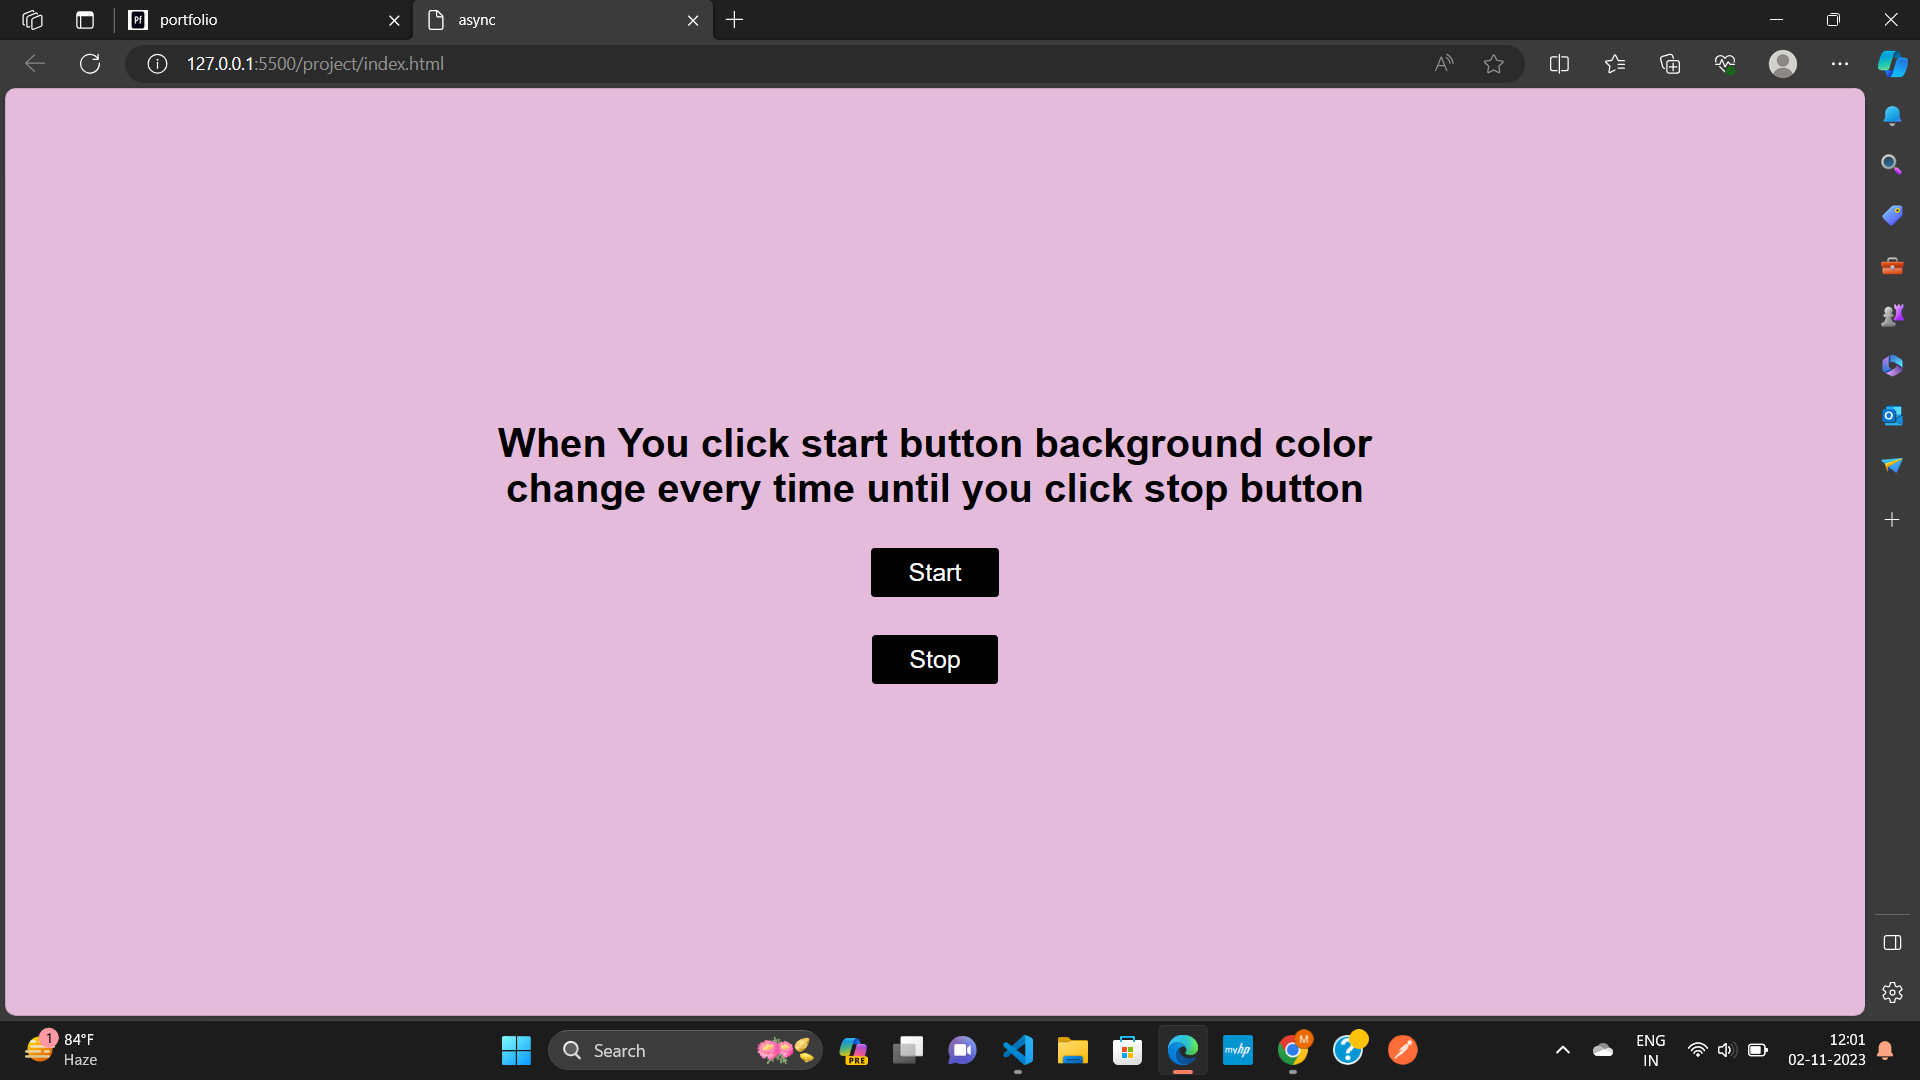 portfolio
async
127.0.0.1:5500/project/index.html
When You click start button background color
change every time until you click stop button
Start
Stop
1
84°F
Haze
Search
PRE
myhp
M
ENG
IN
12:01
02-11-2023